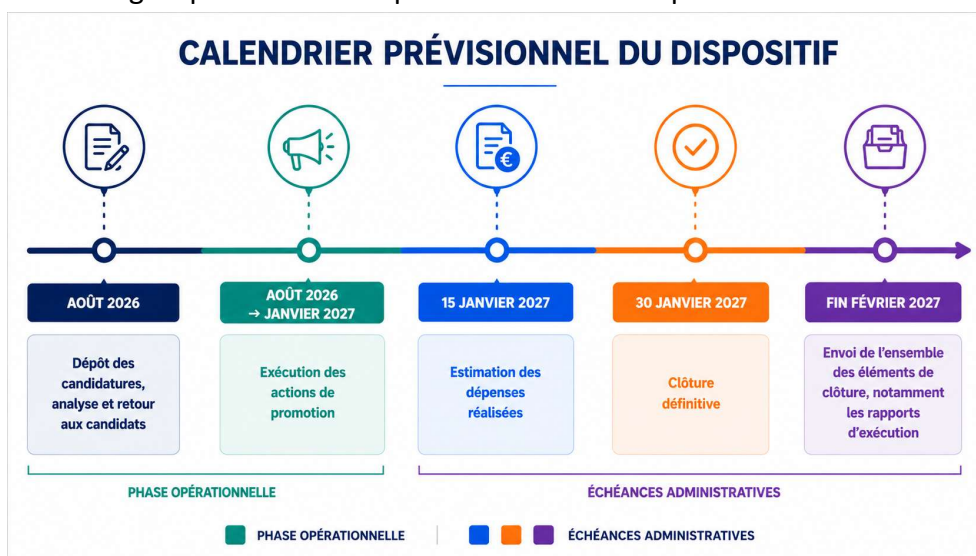 CALENDRIER PRÉVISIONNEL DU DISPOSITIF
€
AOÛT 2026
AOÛT 2026
→ JANVIER 2027
15 JANVIER 2027
30 JANVIER 2027
FIN FÉVRIER 2027
Dépôt des
candidatures,
analyse et retour
aux candidats
Exécution des
actions de
promotion
Estimation des
dépenses
réalisées
Clôture
définitive
Envoi de l’ensemble
des éléments de
clôture, notamment
les rapports
d’exécution
PHASE OPÉRATIONNELLE
ÉCHÉANCES ADMINISTRATIVES
PHASE OPÉRATIONNELLE
ÉCHÉANCES ADMINISTRATIVES